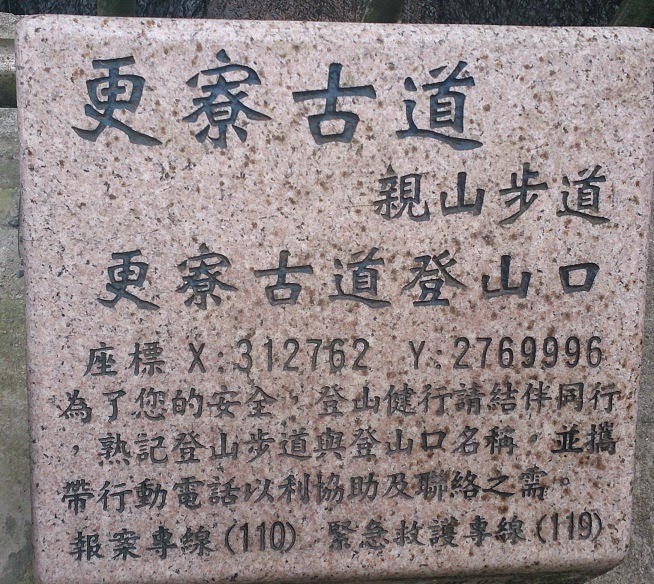 更寮古道
親山步道
更寮古道登山口
座標 X:312762 Y:2769996
為了您的安全，登山健行請結伴同行
，熟記登山步道與登山口名稱，並攜
帶行動電話以利協助及聯絡之需。
報案專線(110) 緊急救護專線(119)